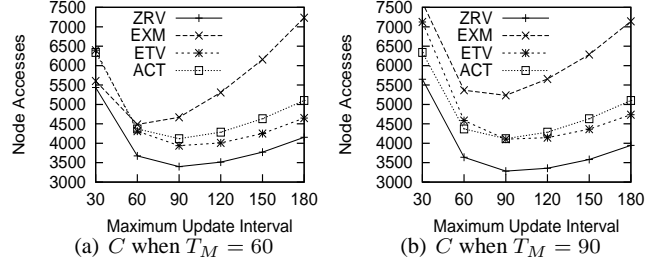 7500
7000
6500
6000
5500
5000
4500
4000
3500
3000
Node Accesses
ZRV
EXM
ETV
ACT
30 60 90 120 150 180
Maximum Update Interval
(a) C when T_M = 60
7500
7000
6500
6000
5500
5000
4500
4000
3500
3000
Node Accesses
ZRV
EXM
ETV
ACT
30 60 90 120 150 180
Maximum Update Interval
(b) C when T_M = 90